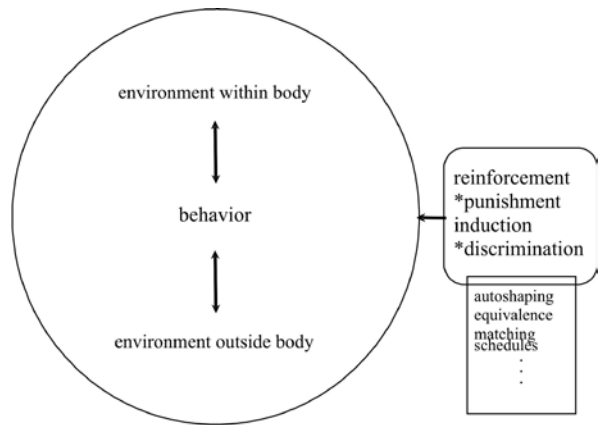 environment within body
behavior
environment outside body
reinforcement
*punishment
induction
*discrimination
autoshaping
equivalence
matching
schedules